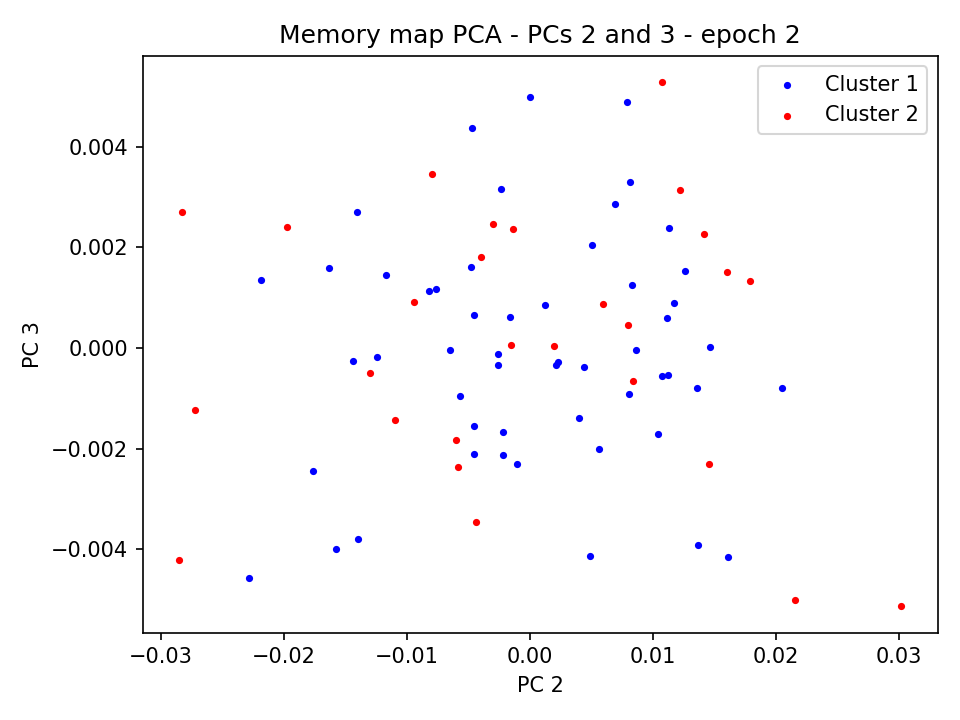 Memory map PCA - PCs 2 and 3 - epoch 2
Cluster 1
Cluster 2
0.004
0.002
0.000
−0.002
−0.004
PC 3
−0.03
−0.02
−0.01
0.00
0.01
0.02
0.03
PC 2